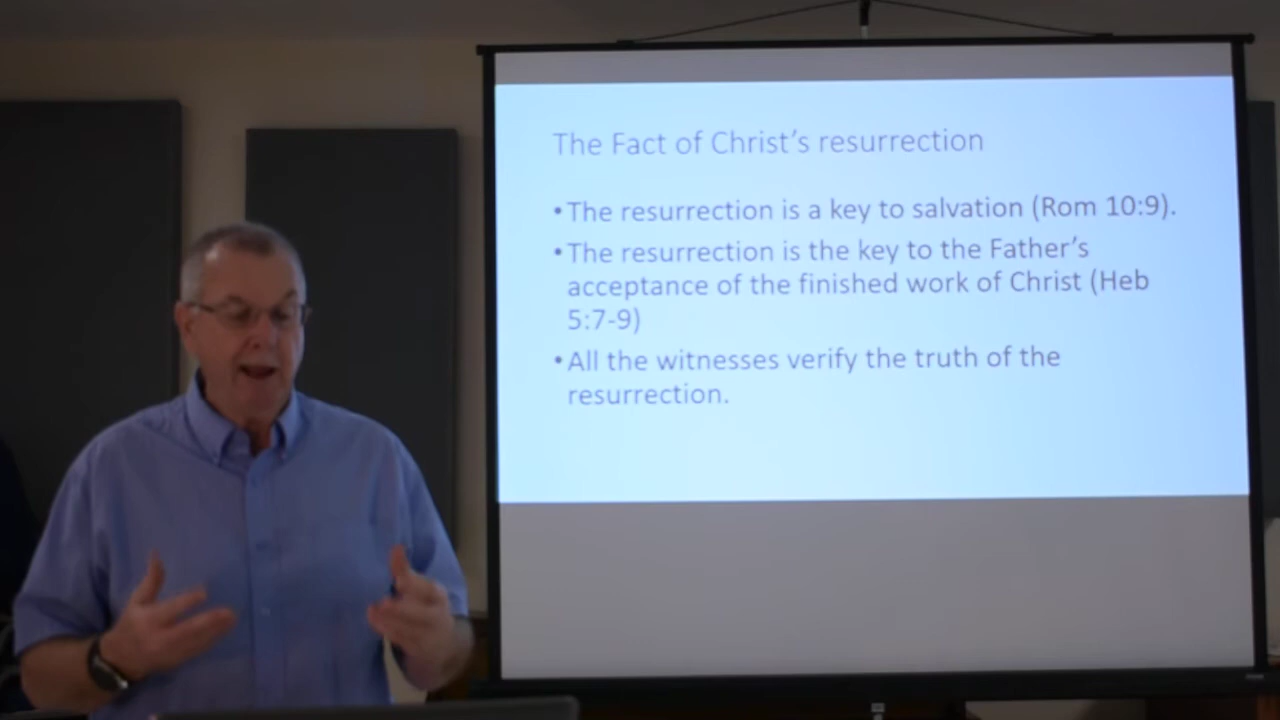 The Fact of Christ's resurrection
•The resurrection is a key to salvation (Rom 10:9).
•The resurrection is the key to the Father's
acceptance of the finished work of Christ (Heb
5:7-9)
•All the witnesses verify the truth of the
resurrection.